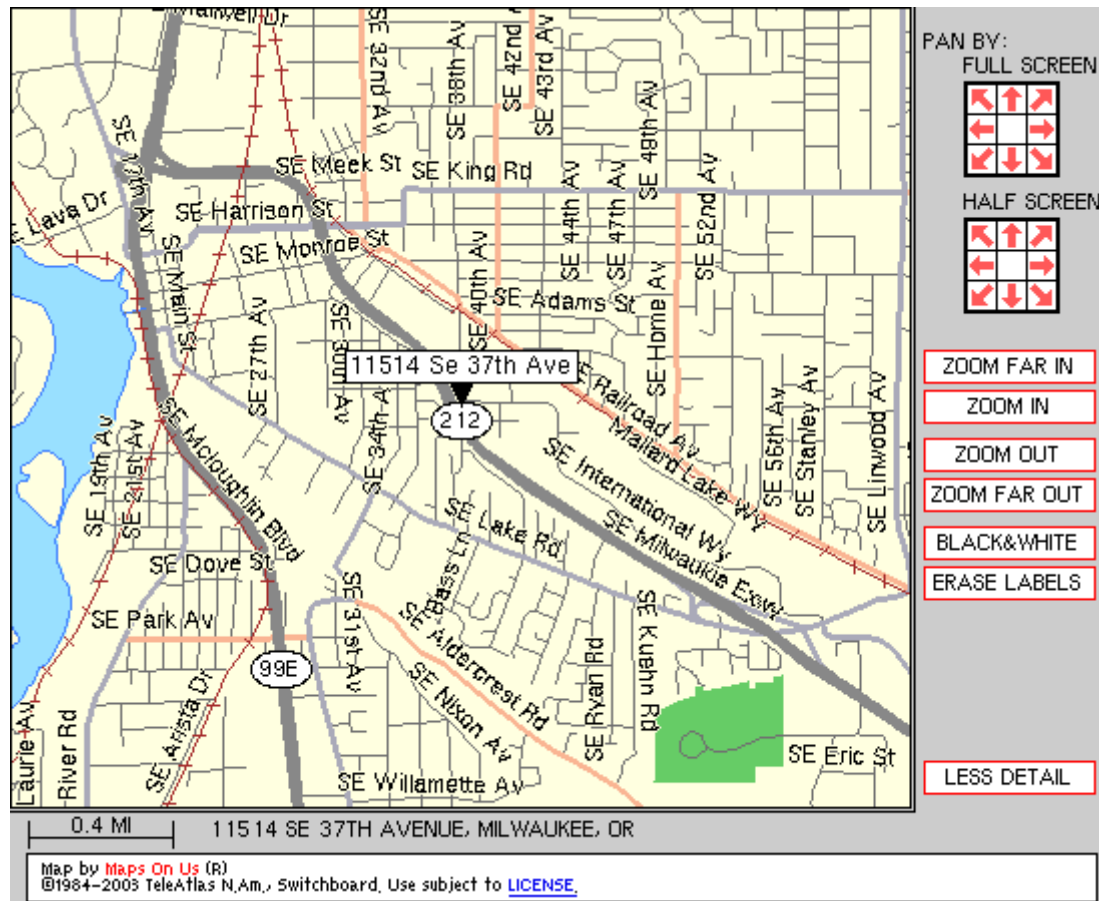 SE 32nd Av
SE 38th Av
SE 42nd
SE 43rd Av
SE 17th Av
SE Meek St
SE King Rd
SE 49th Av
SE 44th Av
SE 47th Av
SE 52nd Av
Lava Dr
SE Harrison St
SE Monroe St
SE Main St
SE 40th Av
SE Adams St
SE Home Av
SE 27th Av
11514 Se 37th Ave
212
SE 34th A
Railroad Av
Mallard Lake WY
SE 56th Av
SE Stanley AV
SE Linwood AV
SE 19th AV
SE 21st AV
SE Mcloughlin Blvd
SE International Wy
SE Lake Rd
SE Milwaukie Exwy
SE Dove St
SE Bass Ln
SE Park Av
SE 31st Av
SE Aldercrest Rd
SE Kuehn Rd
SE Ryan Rd
99E
SE Nixon Av
SE Arista Dr
Laurie Av
River Rd
SE Willamette Av
SE Eric St
PAN BY:
FULL SCREEN
HALF SCREEN
ZOOM FAR IN
ZOOM IN
ZOOM OUT
ZOOM FAR OUT
BLACK&WHITE
ERASE LABELS
LESS DETAIL
0.4 MI
11514 SE 37TH AVENUE, MILWAUKEE, OR
Map by Maps On Us (R)
©1984-2003 TeleAtlas N.Am., Switchboard. Use subject to LICENSE.